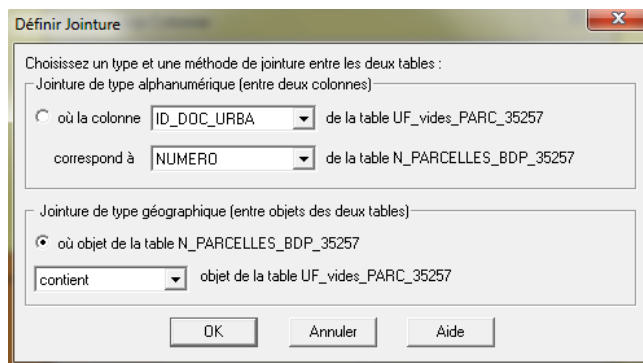 Définir Jointure
Choisissez un type et une méthode de jointure entre les deux tables :
Jointure de type alphanumérique (entre deux colonnes)
où la colonne ID_DOC_URBA de la table UF_vides_PARC_35257
correspond à NUMERO de la table N_PARCELLES_BDP_35257
Jointure de type géographique (entre objets des deux tables)
où objet de la table N_PARCELLES_BDP_35257
contient objet de la table UF_vides_PARC_35257
OK Annuler Aide